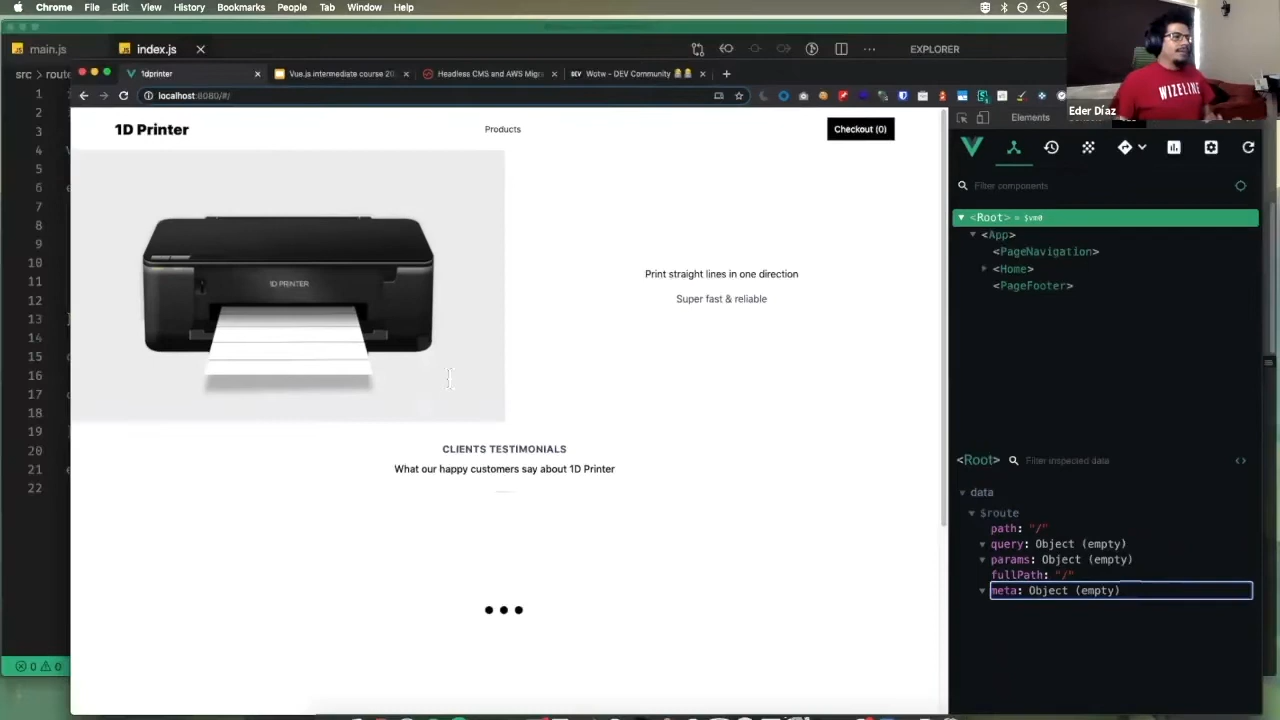 Chrome File Edit View History Bookmarks People Tab Window Help
main.js index.js EXPLORER
src › route
1dprinter Vue.js intermediate course 20 Headless CMS and AWS Migra Wotw - DEV Community
localhost:8080/#/
WIZELINE
Eder Díaz
Elements
1D Printer Products Checkout (0)
1D PRINTER
Print straight lines in one direction
Super fast & reliable
CLIENTS TESTIMONIALS
What our happy customers say about 1D Printer
Filter components
<Root> = $vm0
<App>
<PageNavigation>
<Home>
<PageFooter>
<Root> Filter inspected data
data
$route
path: "/"
query: Object (empty)
params: Object (empty)
fullPath: "/"
meta: Object (empty)
1
2
3
4
5
6
7
8
9
10
11
12
13
14
15
16
17
18
19
20
21
22
0 0